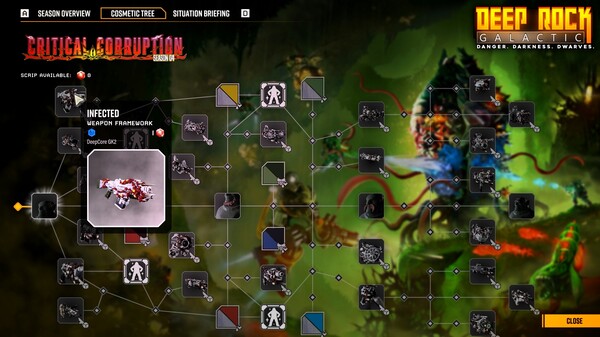 A SEASON OVERVIEW COSMETIC TREE SITUATION BRIEFING D
DEEP ROCK
GALACTIC
DANGER. DARKNESS. DWARVES.
CRITICAL CORRUPTION
SEASON 04
SCRIP AVAILABLE: 0
INFECTED
WEAPON FRAMEWORK
1
DeepCore GK2
CLOSE